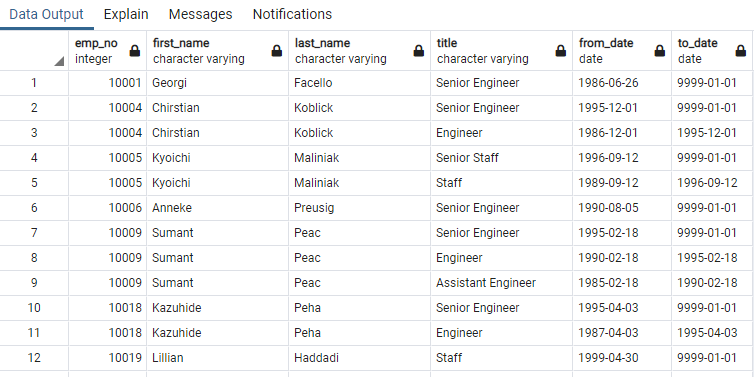 Data Output Explain Messages Notifications
emp_no first_name last_name title from_date to_date
integer character varying character varying character varying date date
1 10001 Georgi Facello Senior Engineer 1986-06-26 9999-01-01
2 10004 Chirstian Koblick Senior Engineer 1995-12-01 9999-01-01
3 10004 Chirstian Koblick Engineer 1986-12-01 1995-12-01
4 10005 Kyoichi Maliniak Senior Staff 1996-09-12 9999-01-01
5 10005 Kyoichi Maliniak Staff 1989-09-12 1996-09-12
6 10006 Anneke Preusig Senior Engineer 1990-08-05 9999-01-01
7 10009 Sumant Peac Senior Engineer 1995-02-18 9999-01-01
8 10009 Sumant Peac Engineer 1990-02-18 1995-02-18
9 10009 Sumant Peac Assistant Engineer 1985-02-18 1990-02-18
10 10018 Kazuhide Peha Senior Engineer 1995-04-03 9999-01-01
11 10018 Kazuhide Peha Engineer 1987-04-03 1995-04-03
12 10019 Lillian Haddadi Staff 1999-04-30 9999-01-01